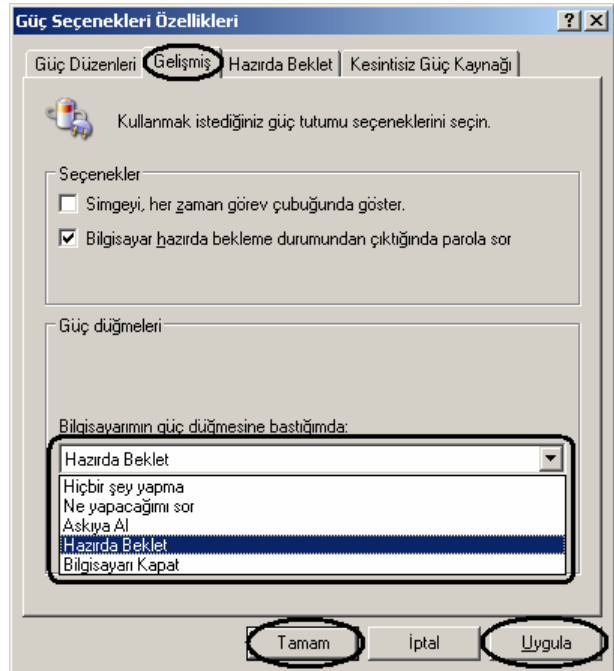 Güç Seçenekleri Özellikleri
Güç Düzenleri Gelişmiş Hazırda Beklet Kesintisiz Güç Kaynağı
Kullanmak istediğiniz güç tutumu seçeneklerini seçin.
Seçenekler
Simgeyi, her zaman görev çubuğunda göster.
Bilgisayar hazırda bekleme durumundan çıktığında parola sor
Güç düğmeleri
Bilgisayarımın güç düğmesine bastığımda:
Hazırda Beklet
Hiçbir şey yapma
Ne yapacağımı sor
Askıya Al
Hazırda Beklet
Bilgisayarı Kapat
Tamam İptal Uygula